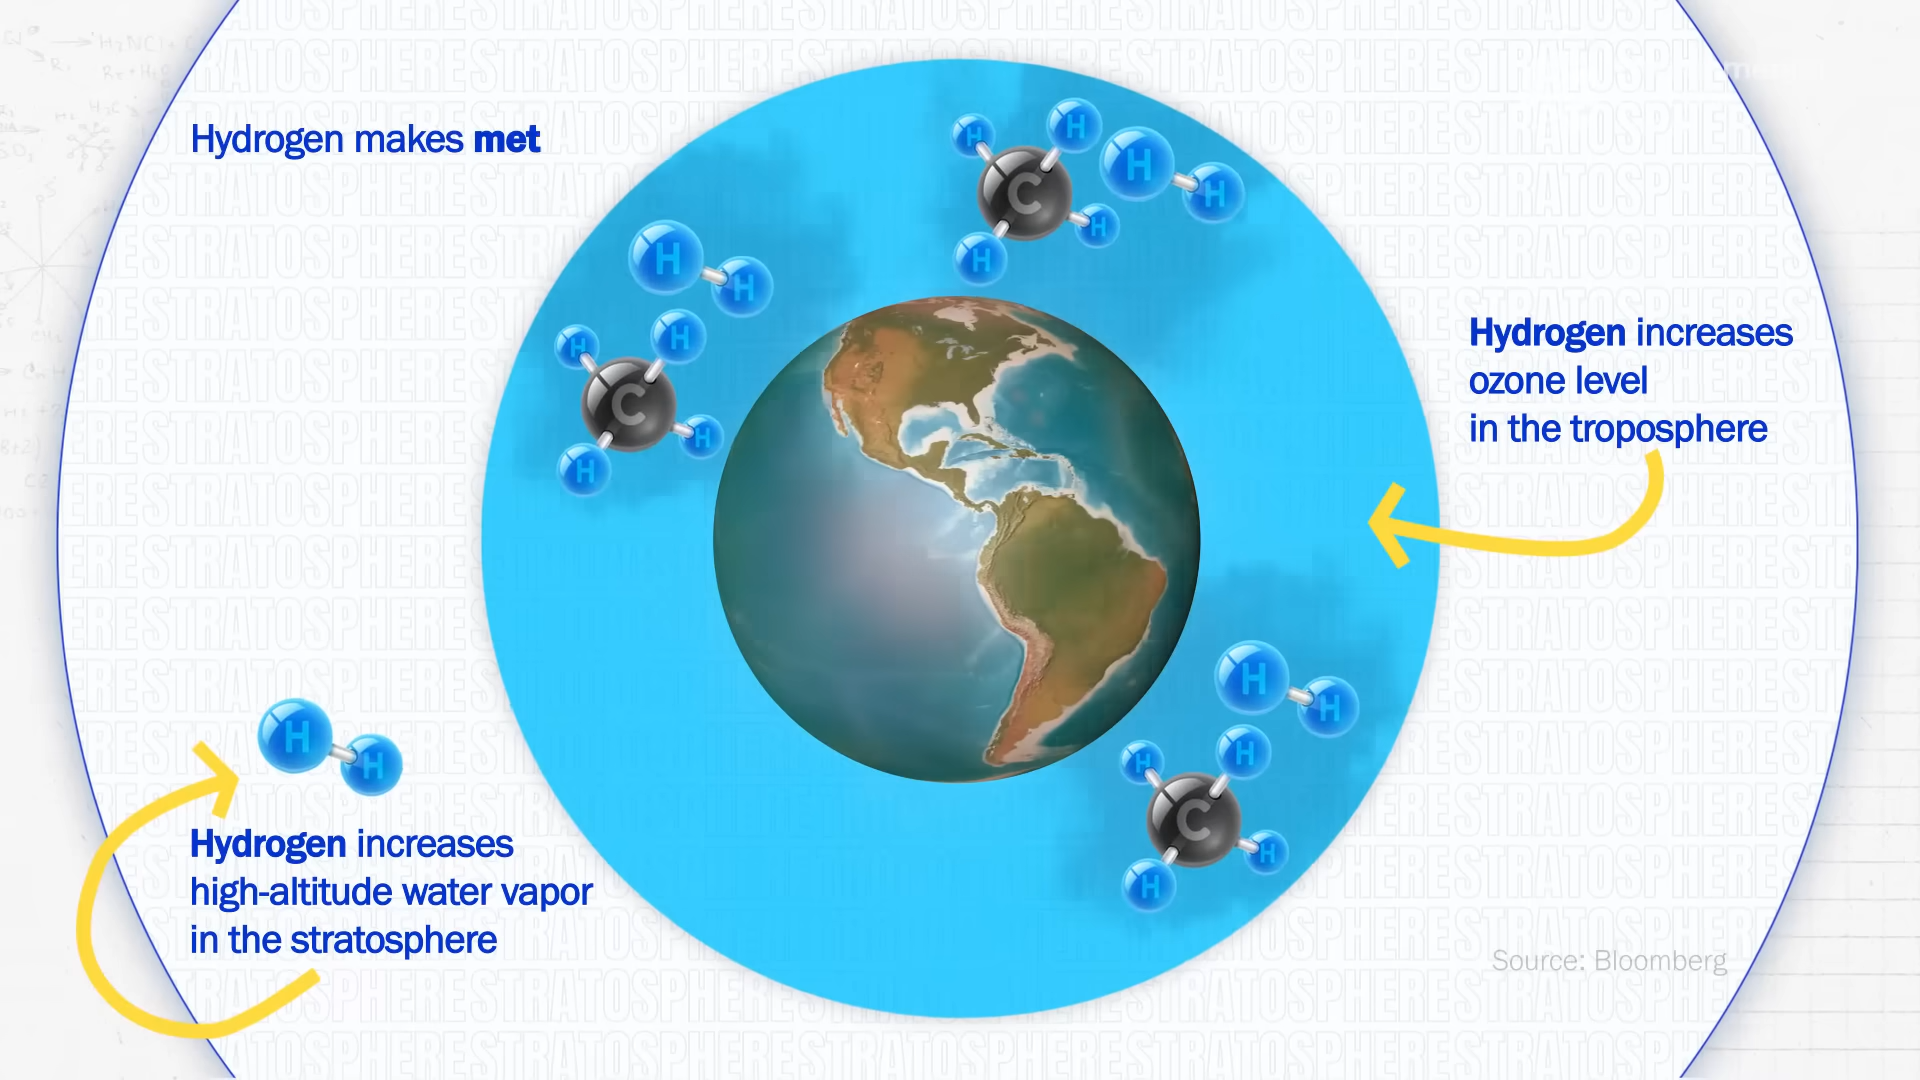 Hydrogen makes met
Hydrogen increases
ozone level
in the troposphere
Hydrogen increases
high-altitude water vapor
in the stratosphere
Source: Bloomberg
H
H
H
H
C
H
H
H
H
H
H
C
H
H
H
H
H
H
H
H
C
H
H
STRATOSPHERE